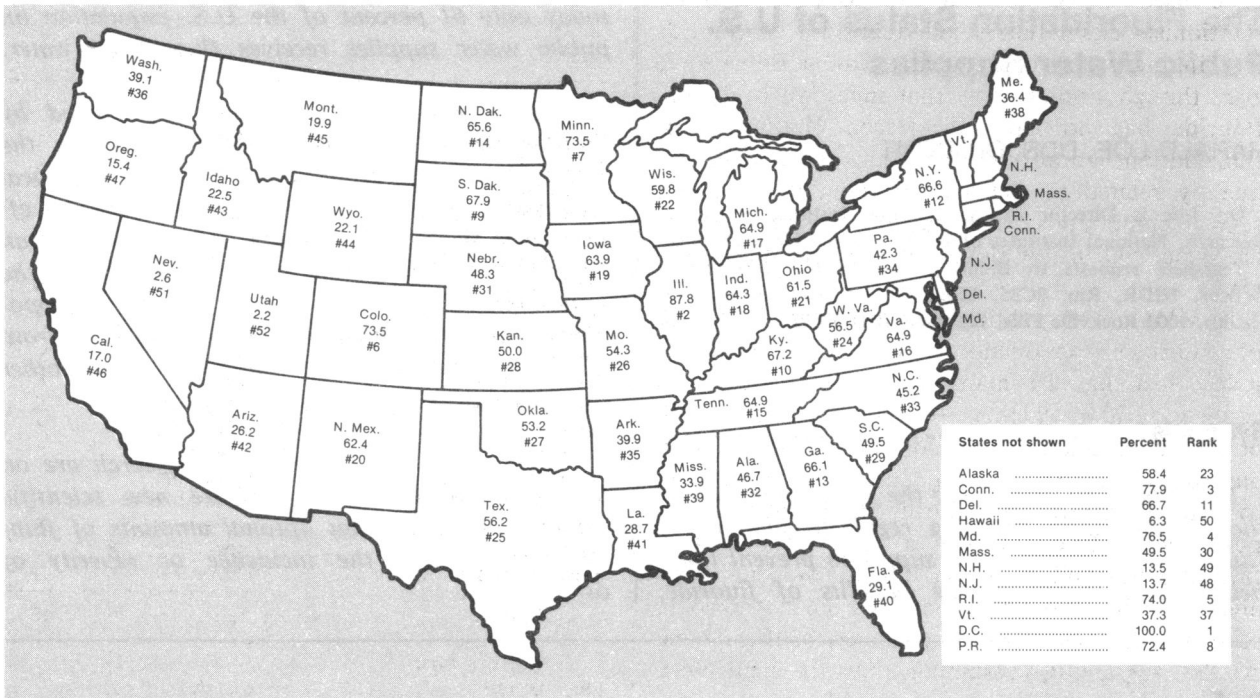 Wash.
39.1
#36
Oreg.
15.4
#47
Cal.
17.0
#46
Nev.
2.6
#51
Idaho
22.5
#43
Mont.
19.9
#45
Wyo.
22.1
#44
Utah
2.2
#52
Colo.
73.5
#6
Ariz.
26.2
#42
N. Mex.
62.4
#20
N. Dak.
65.6
#14
S. Dak.
67.9
#9
Nebr.
48.3
#31
Kan.
50.0
#28
Okla.
53.2
#27
Tex.
56.2
#25
Minn.
73.5
#7
Iowa
63.9
#19
Mo.
54.3
#26
Ark.
39.9
#35
La.
28.7
#41
Wis.
59.8
#22
Ill.
87.8
#2
Mich.
64.9
#17
Ind.
64.3
#18
Ohio
61.5
#21
Ky.
67.2
#10
Tenn. 64.9
#15
Miss.
33.9
#39
Ala.
46.7
#32
Ga.
66.1
#13
Fla.
29.1
#40
S.C.
49.5
#29
N.C.
45.2
#33
Va.
64.9
#16
W. Va.
56.5
#24
Pa.
42.3
#34
N.Y.
66.6
#12
Me.
36.4
#38
Vt.
N.H.
Mass.
R.I.
Conn.
N.J.
Del.
Md.
States not shown Percent Rank
Alaska 58.4 23
Conn. 77.9 3
Del. 66.7 11
Hawaii 6.3 50
Md. 76.5 4
Mass. 49.5 30
N.H. 13.5 49
N.J. 13.7 48
R.I. 74.0 5
Vt. 37.3 37
D.C. 100.0 1
P.R. 72.4 8